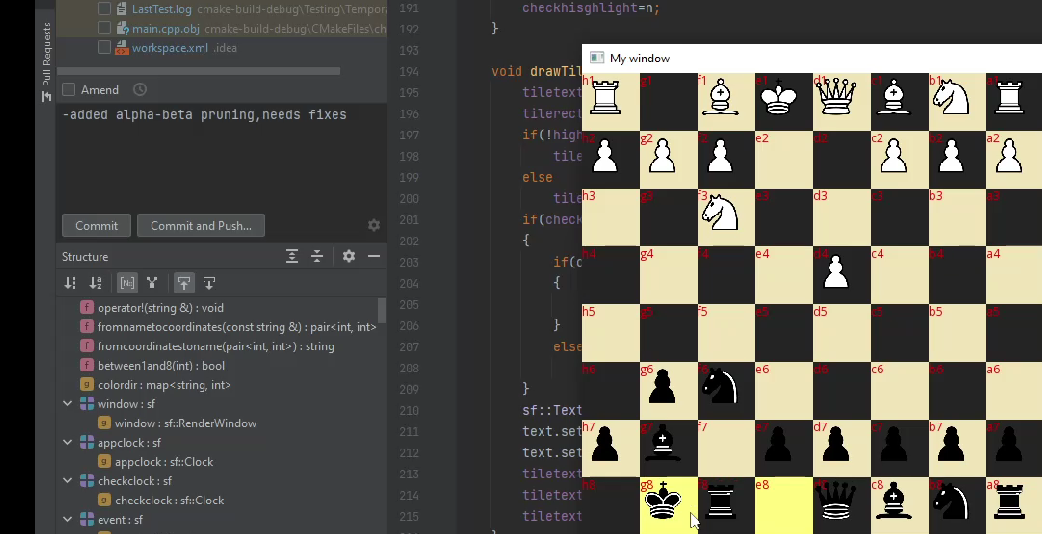 Pull Requests
LastTest.log cmake-build-debug\Testing\Tempora
main.cpp.obj cmake-build-debug\CMakeFiles\ch
workspace.xml .idea
Amend
-added alpha-beta pruning,needs fixes
Commit
Commit and Push...
Structure
operator!(string &) : void
fromnametocoordinates(const string &) : pair<int, int>
fromcoordinatestoname(pair<int, int>) : string
between1and8(int) : bool
colordir : map<string, int>
window : sf
window : sf::RenderWindow
appclock : sf
appclock : sf::Clock
checkclock : sf
checkclock : sf::Clock
event : sf
191 checkhisghlight=n;
192 }
193
194 void drawTil
195 tiletext
196 tilerect
197 if(!high
198 tile
199 else
200 tile
201 if(check
202 {
203 if(c
204 {
205
206 }
207 else
208
209 }
210 sf::Text
211 text.set
212 text.set
213 tiletext
214 tiletext
215 tiletext
My window
h1 g1 f1 e1 d1 c1 b1 a1
h2 g2 f2 e2 d2 c2 b2 a2
h3 g3 f3 e3 d3 c3 b3 a3
h4 g4 f4 e4 d4 c4 b4 a4
h5 g5 f5 e5 d5 c5 b5 a5
h6 g6 f6 e6 d6 c6 b6 a6
h7 g7 f7 e7 d7 c7 b7 a7
h8 g8 f8 e8 d8 c8 b8 a8